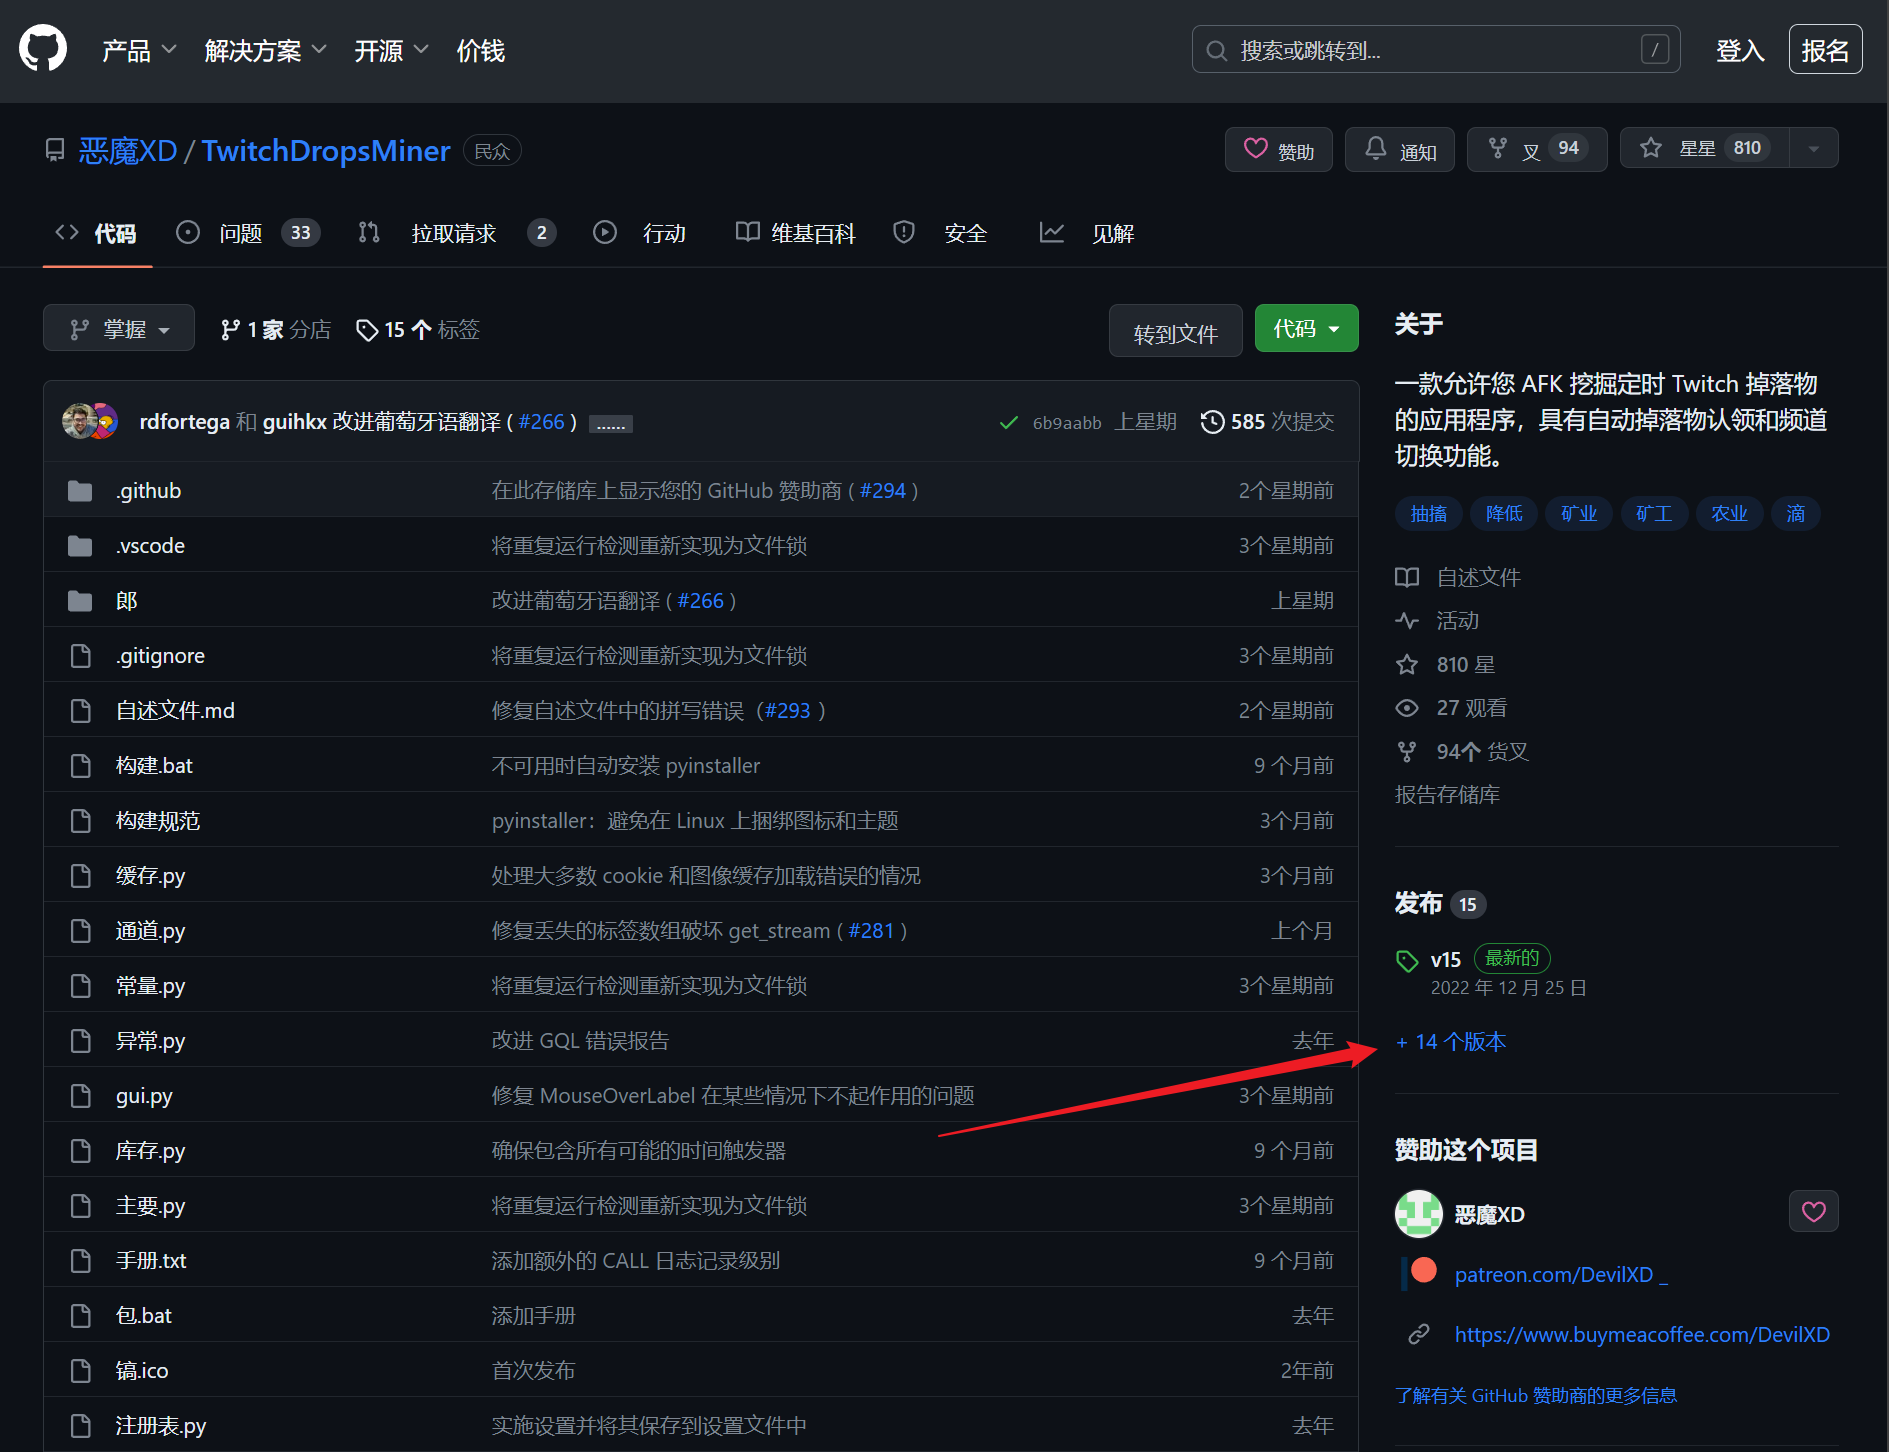 产品 解决方案 开源 价钱 搜索或跳转到... / 登入 报名
恶魔XD / TwitchDropsMiner 民众 赞助 通知 叉 94 星星 810
代码 问题 33 拉取请求 2 行动 维基百科 安全 见解
掌握 1 家 分店 15 个 标签 转到文件 代码
rdfortega 和 guihkx 改进葡萄牙语翻译 ( #266 ) ...... 6b9aabb 上星期 585 次提交
.github 在此存储库上显示您的 GitHub 赞助商 ( #294 ) 2个星期前
.vscode 将重复运行检测重新实现为文件锁 3个星期前
郎 改进葡萄牙语翻译 ( #266 ) 上星期
.gitignore 将重复运行检测重新实现为文件锁 3个星期前
自述文件.md 修复自述文件中的拼写错误（#293 ) 2个星期前
构建.bat 不可用时自动安装 pyinstaller 9 个月前
构建规范 pyinstaller：避免在 Linux 上捆绑图标和主题 3个月前
缓存.py 处理大多数 cookie 和图像缓存加载错误的情况 3个月前
通道.py 修复丢失的标签数组破坏 get_stream ( #281 ) 上个月
常量.py 将重复运行检测重新实现为文件锁 3个星期前
异常.py 改进 GQL 错误报告 去年
gui.py 修复 MouseOverLabel 在某些情况下不起作用的问题 3个星期前
库存.py 确保包含所有可能的时间触发器 9 个月前
主要.py 将重复运行检测重新实现为文件锁 3个星期前
手册.txt 添加额外的 CALL 日志记录级别 9 个月前
包.bat 添加手册 去年
镐.ico 首次发布 2年前
注册表.py 实施设置并将其保存到设置文件中 去年
关于
一款允许您 AFK 挖掘定时 Twitch 掉落物
的应用程序，具有自动掉落物认领和频道
切换功能。
抽搐 降低 矿业 矿工 农业 滴
自述文件
活动
810 星
27 观看
94个 货叉
报告存储库
发布 15
v15 最新的
2022 年 12 月 25 日
+ 14 个版本
赞助这个项目
恶魔XD
patreon.com/DevilXD _
https://www.buymeacoffee.com/DevilXD
了解有关 GitHub 赞助商的更多信息